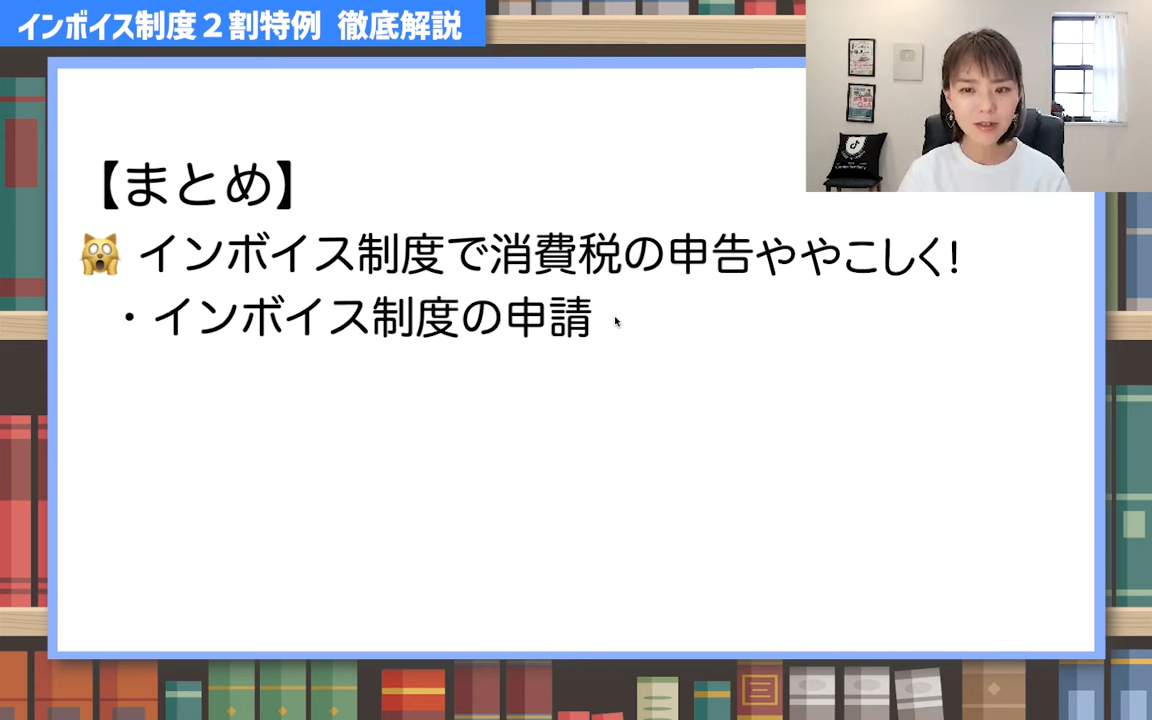 インボイス制度２割特例 徹底解説
【まとめ】
🙀 インボイス制度で消費税の申告ややこしく!
・インボイス制度の申請